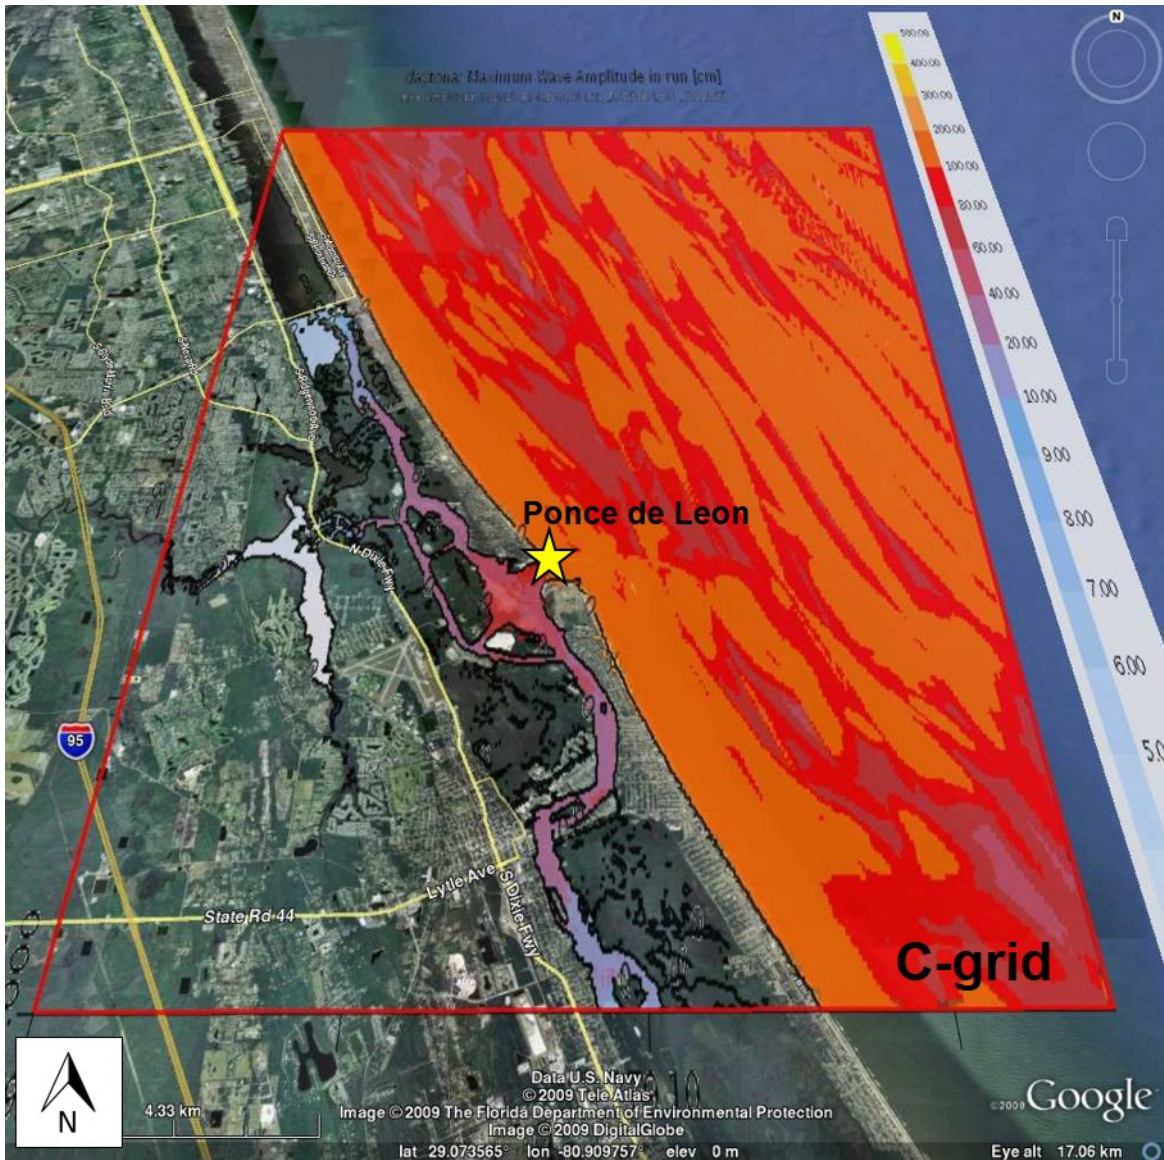 N
daytona: Maximum Wave Amplitude in run [cm]
500.00
400.00
300.00
200.00
100.00
80.00
60.00
40.00
20.00
10.00
9.00
8.00
7.00
6.00
5.0
S Ridgewood Ave
Ponce de Leon
N Dixie Fwy
95
Lytle Ave
State Rd 44
S Dixie Fwy
C-grid
N
4.33 km
Data U.S. Navy
© 2009 Tele Atlas
Image © 2009 The Florida Department of Environmental Protection
Image © 2009 DigitalGlobe
©2009 Google
lat 29.073565° lon -80.909757° elev 0 m
Eye alt 17.06 km